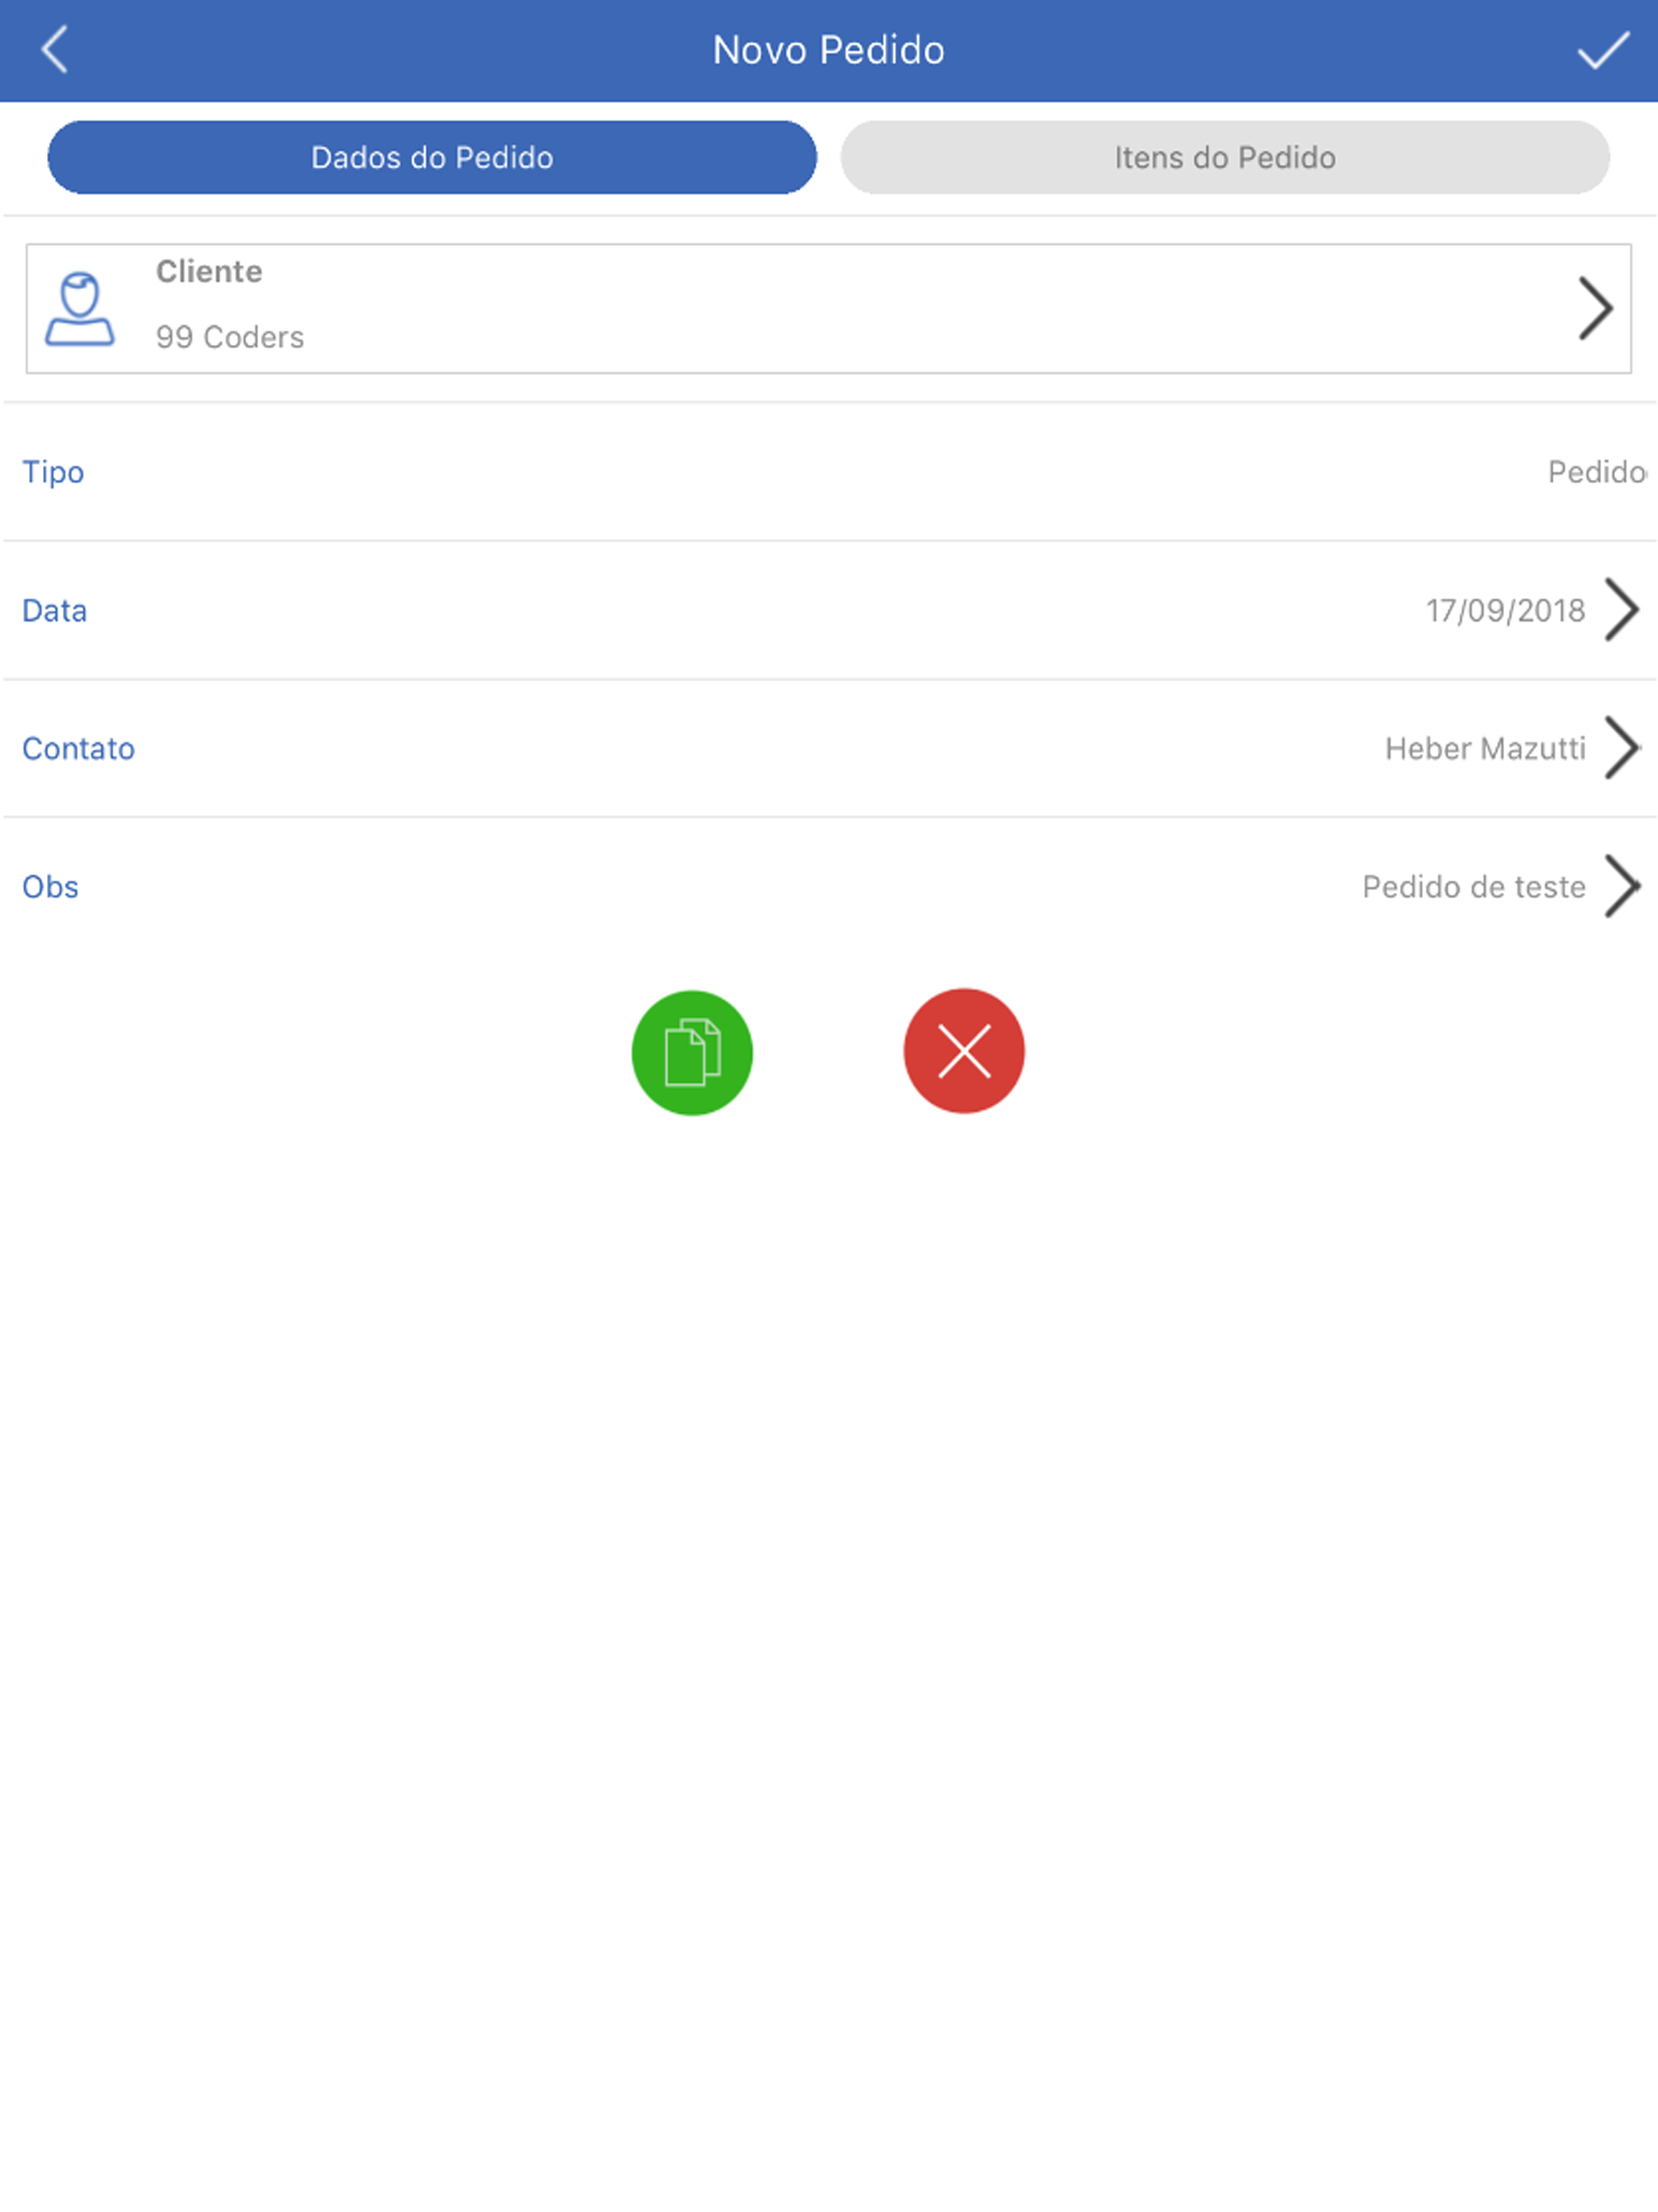 Novo Pedido
Dados do Pedido
Itens do Pedido
Cliente
99 Coders
Tipo
Pedido
Data
17/09/2018
Contato
Heber Mazutti
Obs
Pedido de teste